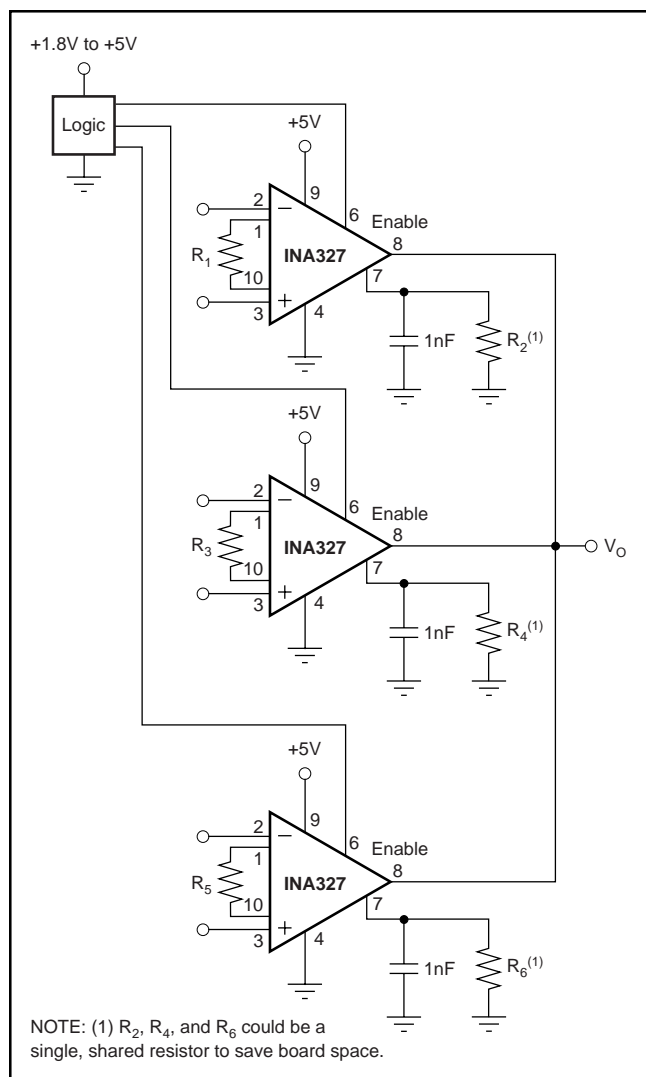 +1.8V to +5V
Logic
+5V
9
2
−
6
Enable
1
8
R1
INA327
7
10
+
3
4
1nF
R2(1)
+5V
9
2
−
6
Enable
1
8
R3
INA327
VO
7
10
+
3
4
1nF
R4(1)
+5V
9
2
−
6
Enable
1
8
R5
INA327
7
10
+
3
4
1nF
R6(1)
NOTE: (1) R2, R4, and R6 could be a
single, shared resistor to save board space.